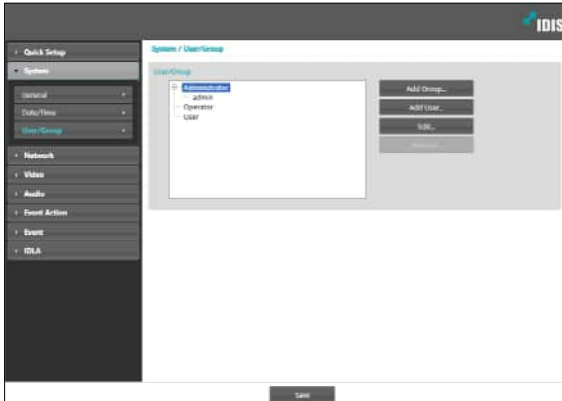 IDIS
Quick Setup
System
General
Date/Time
User/Group
Network
Video
Audio
Event Action
Event
IDLA
System / User/Group
User/Group
Administrator
admin
Operator
User
Add Group...
Add User...
Edit...
Remove...
Save